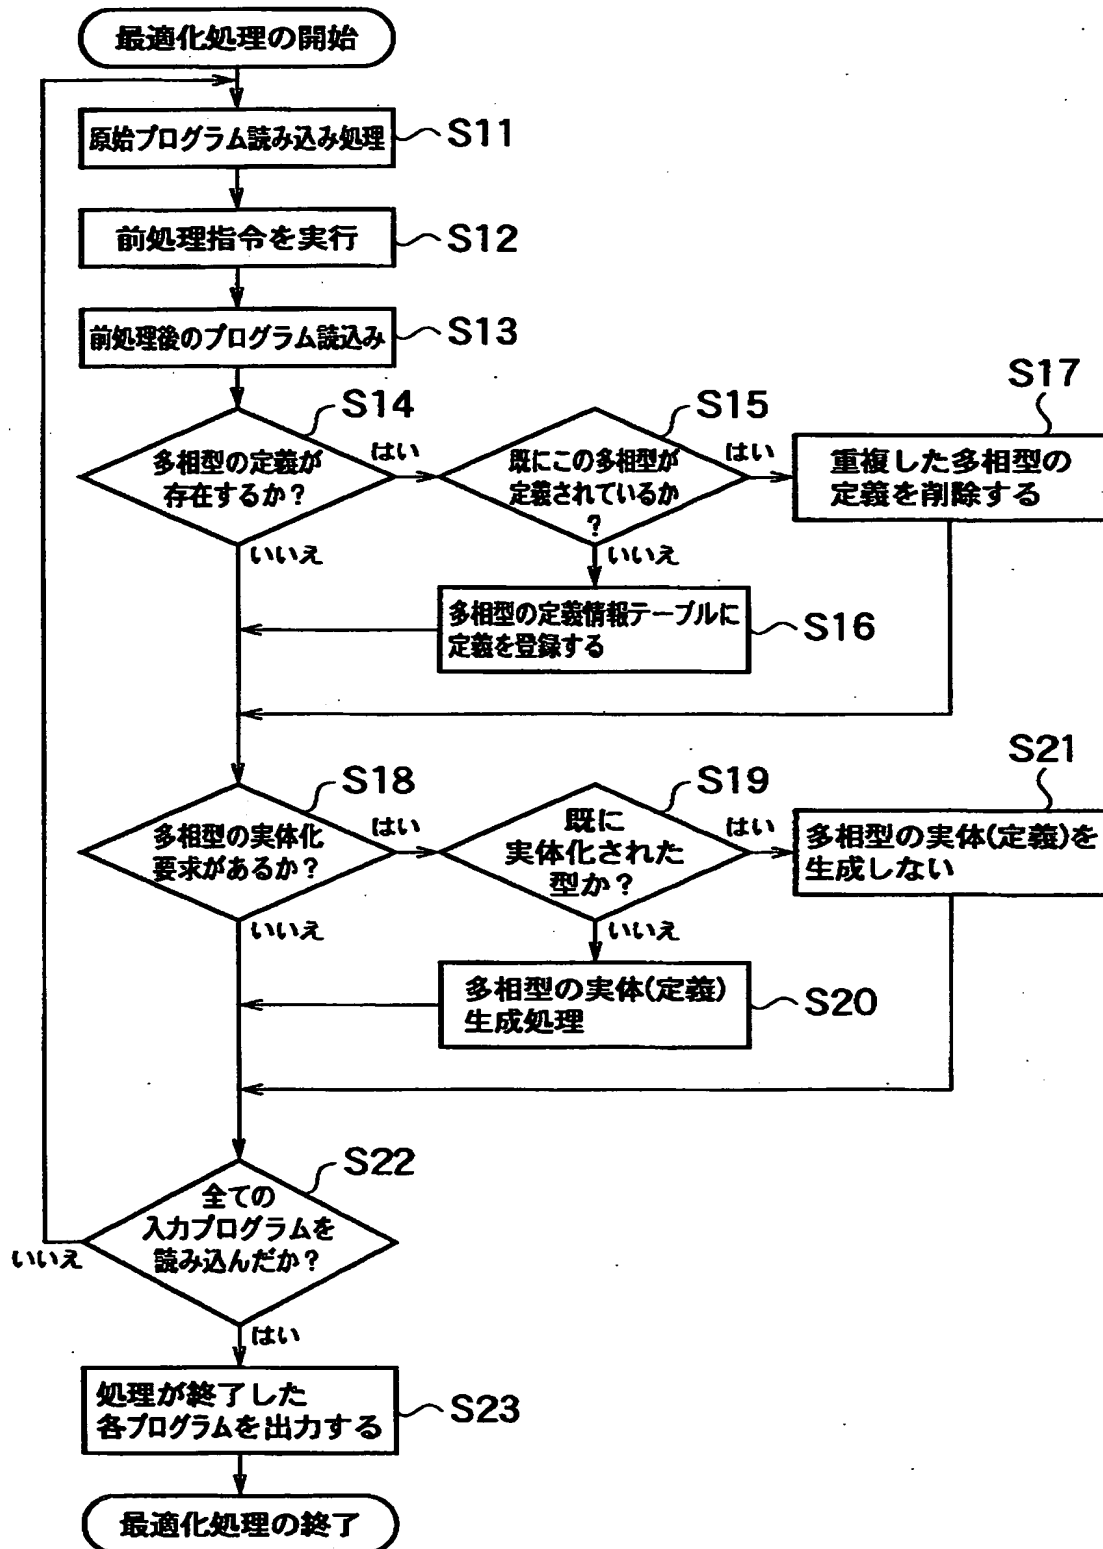 最適化処理の開始
原始プログラム読み込み処理
S11
前処理指令を実行
S12
前処理後のプログラム読込み
S13
S14
多相型の定義が
存在するか？
はい
いいえ
S15
既にこの多相型が
定義されているか
？
はい
いいえ
S17
重複した多相型の
定義を削除する
多相型の定義情報テーブルに
定義を登録する
S16
S18
多相型の実体化
要求があるか？
はい
いいえ
S19
既に
実体化された
型か？
はい
いいえ
S21
多相型の実体(定義)を
生成しない
多相型の実体(定義)
生成処理
S20
S22
全ての
入力プログラムを
読み込んだか？
いいえ
はい
処理が終了した
各プログラムを出力する
S23
最適化処理の終了